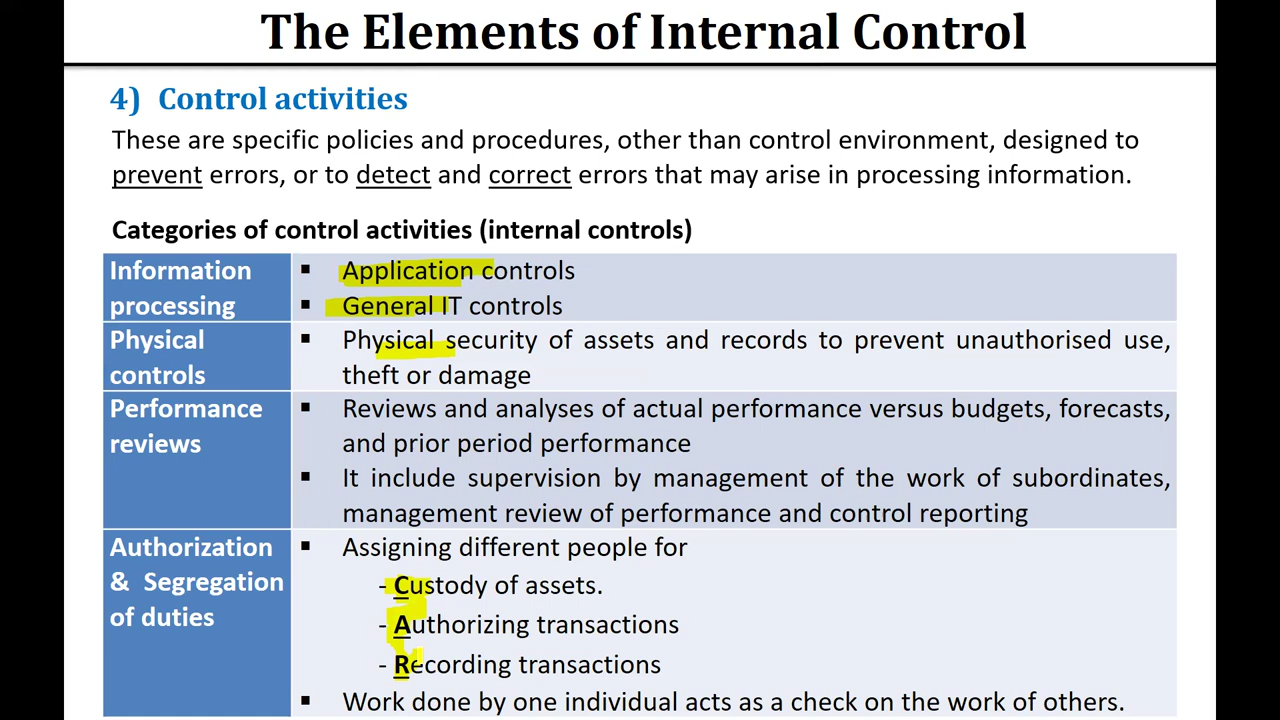 The Elements of Internal Control
4) Control activities
These are specific policies and procedures, other than control environment, designed to
prevent errors, or to detect and correct errors that may arise in processing information.
Categories of control activities (internal controls)
Information
processing
▪ Application controls
▪ General IT controls
Physical
controls
▪ Physical security of assets and records to prevent unauthorised use,
theft or damage
Performance
reviews
▪ Reviews and analyses of actual performance versus budgets, forecasts,
and prior period performance
▪ It include supervision by management of the work of subordinates,
management review of performance and control reporting
Authorization
& Segregation
of duties
▪ Assigning different people for
- Custody of assets.
- Authorizing transactions
- Recording transactions
▪ Work done by one individual acts as a check on the work of others.